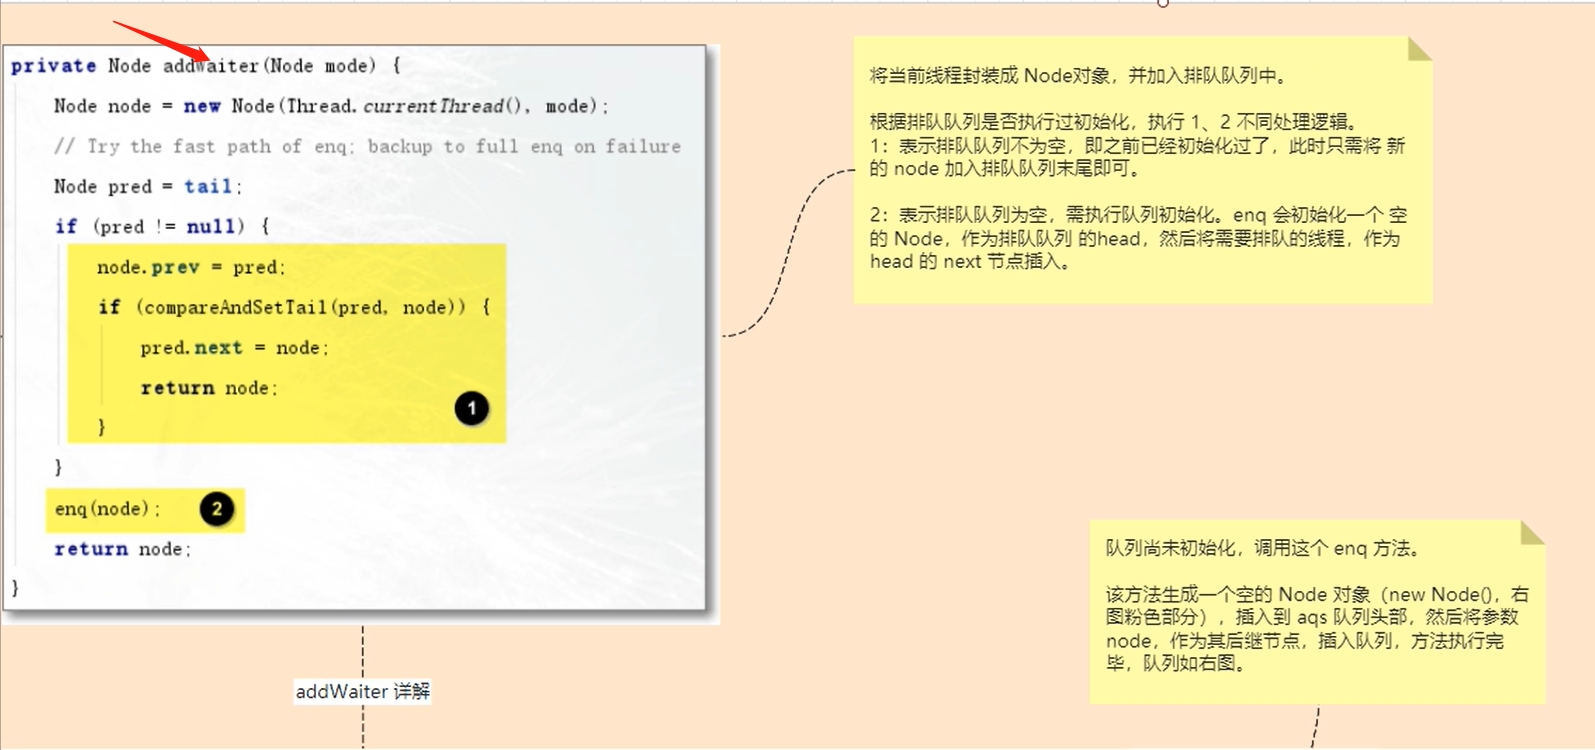 private Node addWaiter(Node mode) {
Node node = new Node(Thread.currentThread(), mode);
// Try the fast path of enq; backup to full enq on failure
Node pred = tail;
if (pred != null) {
node.prev = pred;
if (compareAndSetTail(pred, node)) {
pred.next = node;
return node;
}
1
}
enq(node);
2
return node;
}
addWaiter 详解
将当前线程封装成 Node对象，并加入排队队列中。
根据排队队列是否执行过初始化，执行 1、2 不同处理逻辑。
1：表示排队队列不为空，即之前已经初始化过了，此时只需将 新
的 node 加入排队队列末尾即可。
2：表示排队队列为空，需执行队列初始化。enq 会初始化一个 空
的 Node，作为排队队列 的head，然后将需要排队的线程，作为
head 的 next 节点插入。
队列尚未初始化，调用这个 enq 方法。
该方法生成一个空的 Node 对象（new Node()，右
图粉色部分），插入到 aqs 队列头部，然后将参数
node，作为其后继节点，插入队列，方法执行完
毕，队列如右图。